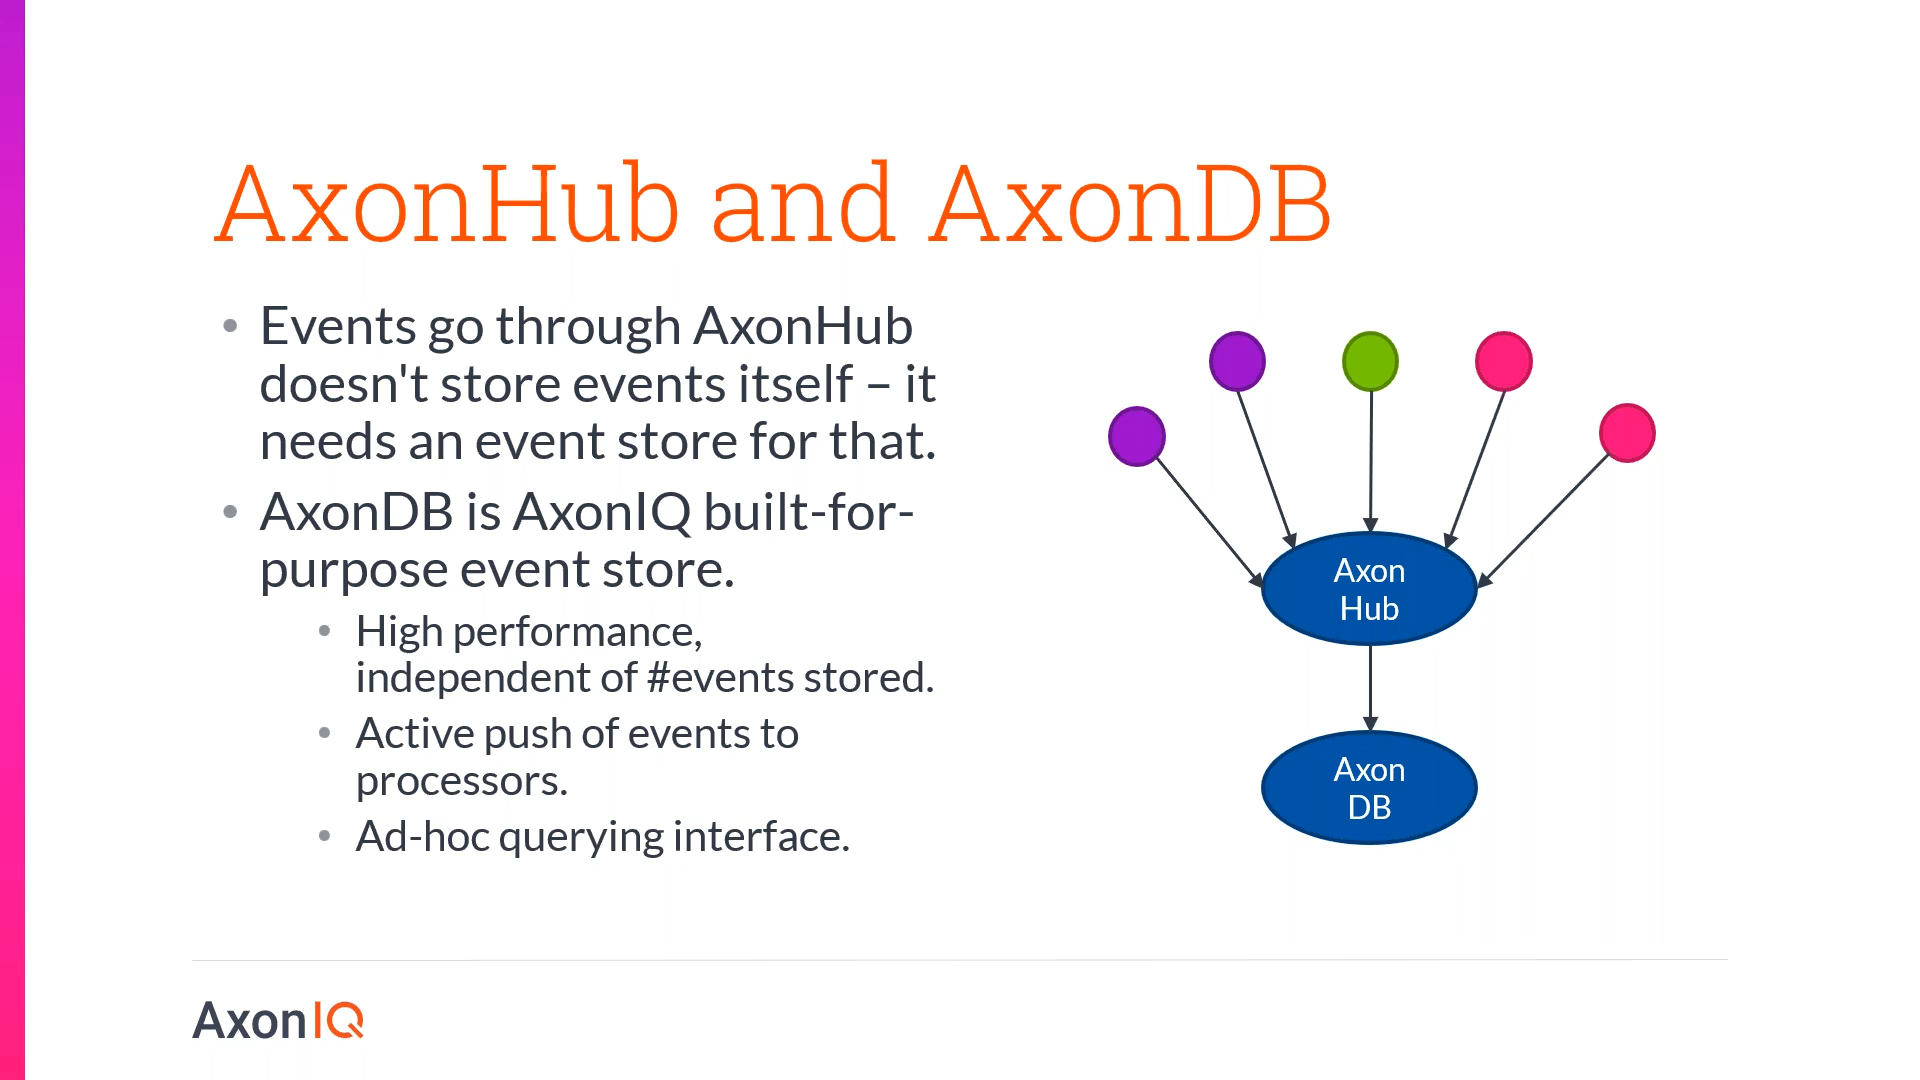 AxonHub and AxonDB
• Events go through AxonHub
doesn't store events itself – it
needs an event store for that.
• AxonDB is AxonIQ built-for-
purpose event store.
• High performance,
independent of #events stored.
• Active push of events to
processors.
• Ad-hoc querying interface.
Axon
Hub
Axon
DB
AxonIQ